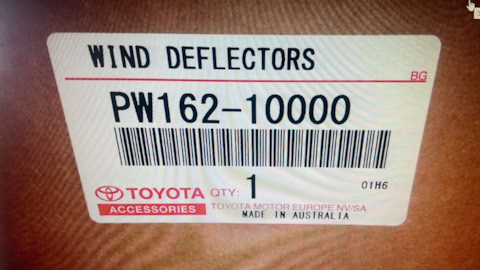 WIND DEFLECTORS
BG
PW162-10000
TOYOTA QTY: 1 01H6
ACCESSORIES TOYOTA MOTOR EUROPE NV/SA
MADE IN AUSTRALIA